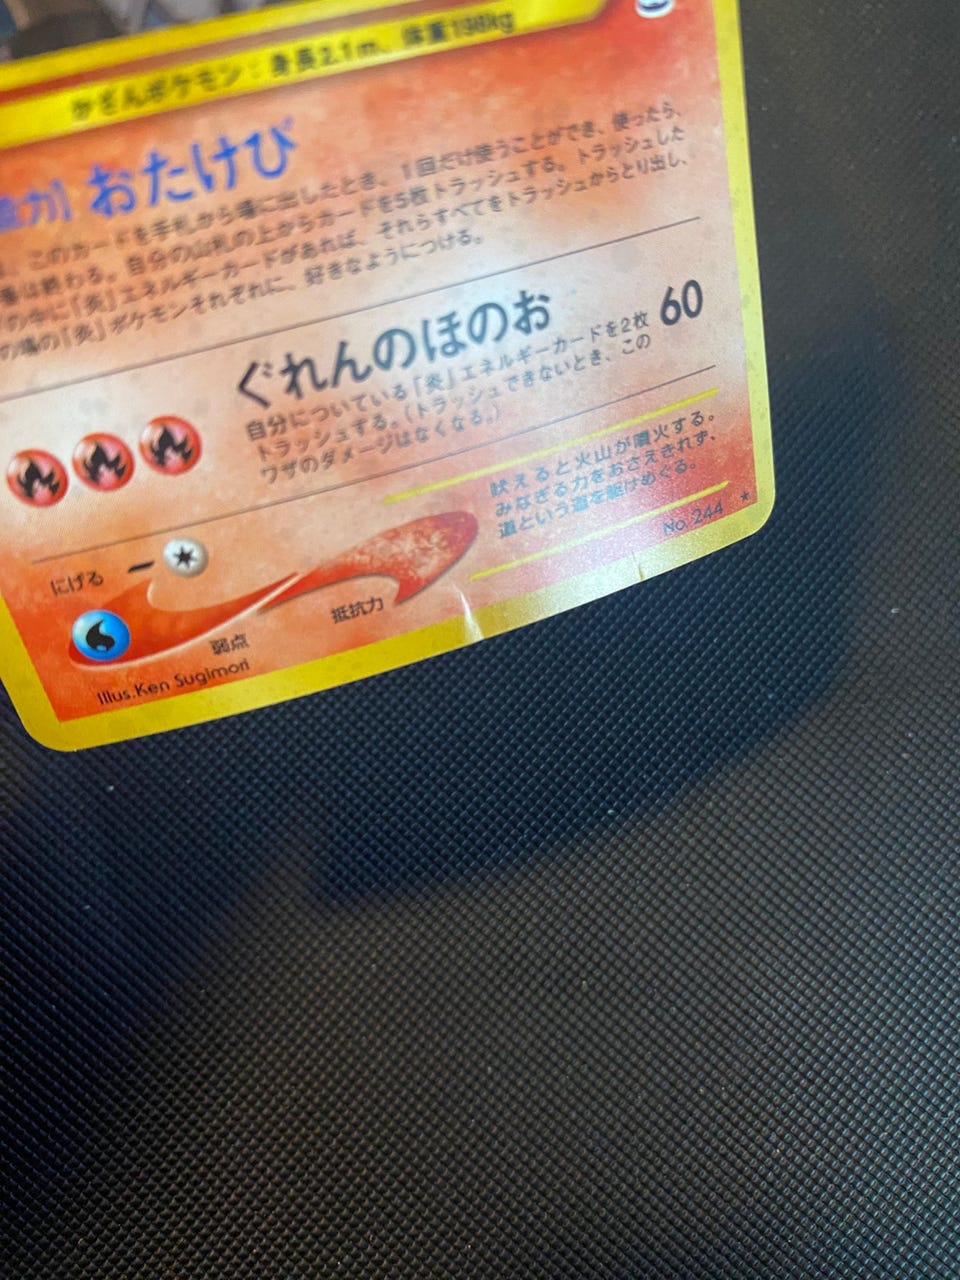 かざんポケモン：身長2.1m、体重198kg
力］おたけび
、このカードを手札から場に出したとき、1回だけ使うことができ、使ったら、
番は終わる。自分の山札の上からカードを5枚トラッシュする。トラッシュした
の中に「炎」エネルギーカードがあれば、それらすべてをトラッシュからとり出し、
の場の「炎」ポケモンそれぞれに、好きなようにつける。
ぐれんのほのお 60
自分についている「炎」エネルギーカードを2枚
トラッシュする。（トラッシュできないとき、この
ワザのダメージはなくなる。）
吠えると火山が噴火する。
みなぎる力をおさえきれず、
道という道を駆けめぐる。
No.244 ★
にげる
抵抗力
弱点
Illus.Ken Sugimori